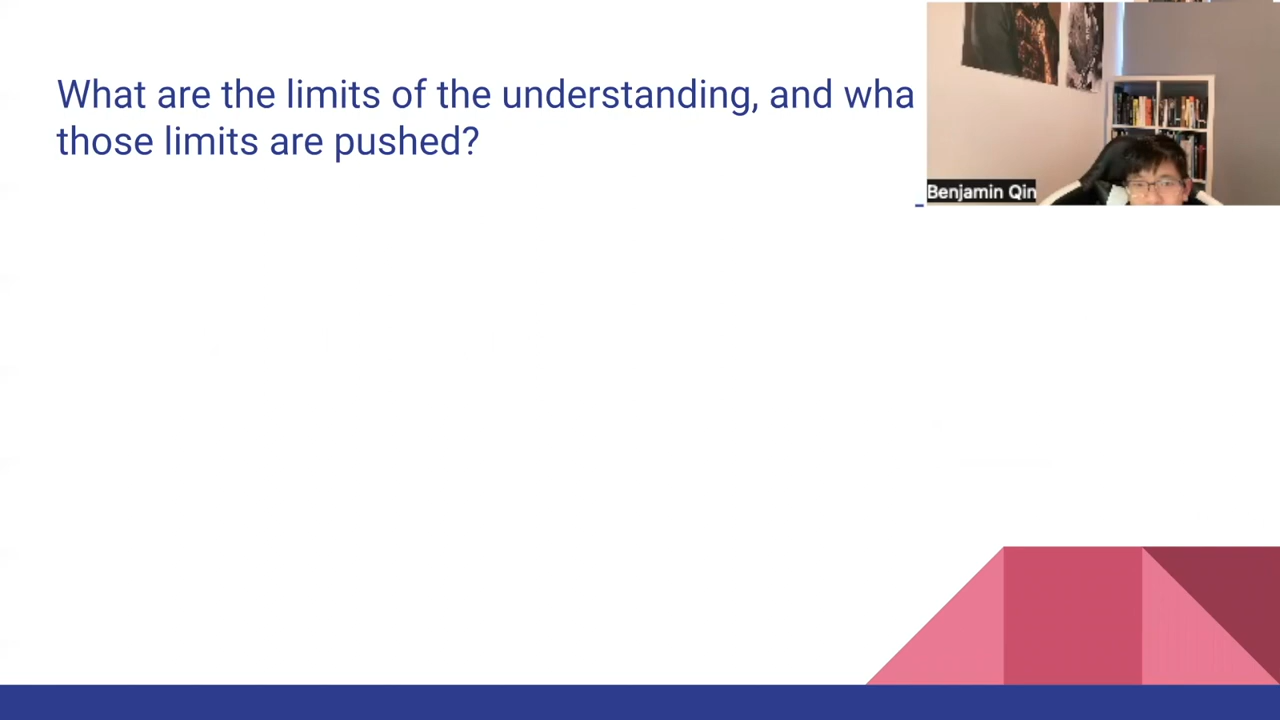 What are the limits of the understanding, and wha
those limits are pushed?
Benjamin Qin